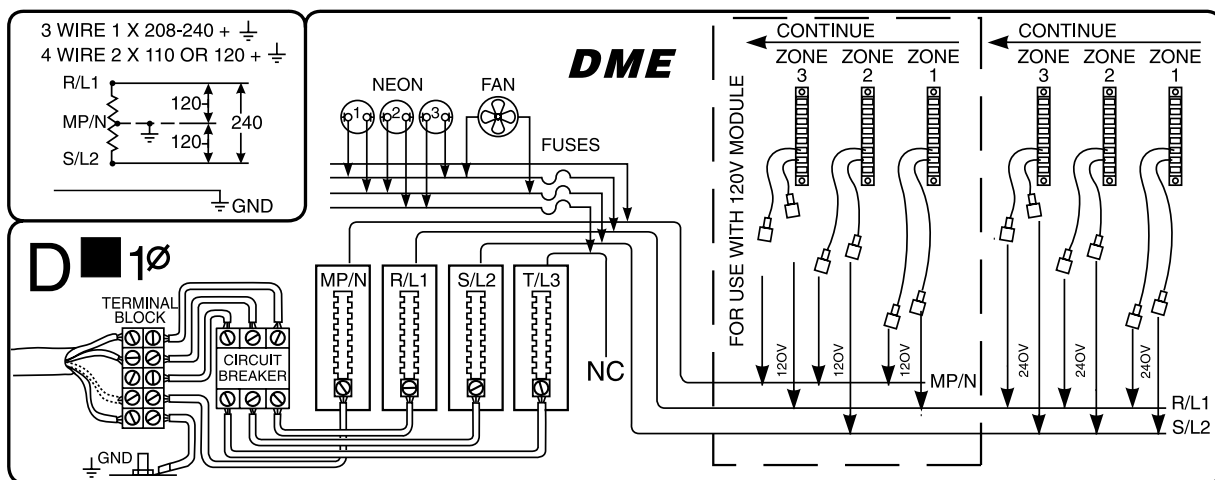 3 WIRE 1 X 208-240 + ⏚
4 WIRE 2 X 110 OR 120 + ⏚
R/L1
120
MP/N
240
120
S/L2
GND
DME
NEON
FAN
1
2
3
FUSES
FOR USE WITH 120V MODULE
CONTINUE
ZONE 3
ZONE 2
ZONE 1
CONTINUE
ZONE 3
ZONE 2
ZONE 1
D ■ 1Ø
TERMINAL
BLOCK
CIRCUIT
BREAKER
GND
MP/N
R/L1
S/L2
T/L3
NC
120V
120V
120V
240V
240V
240V
MP/N
R/L1
S/L2